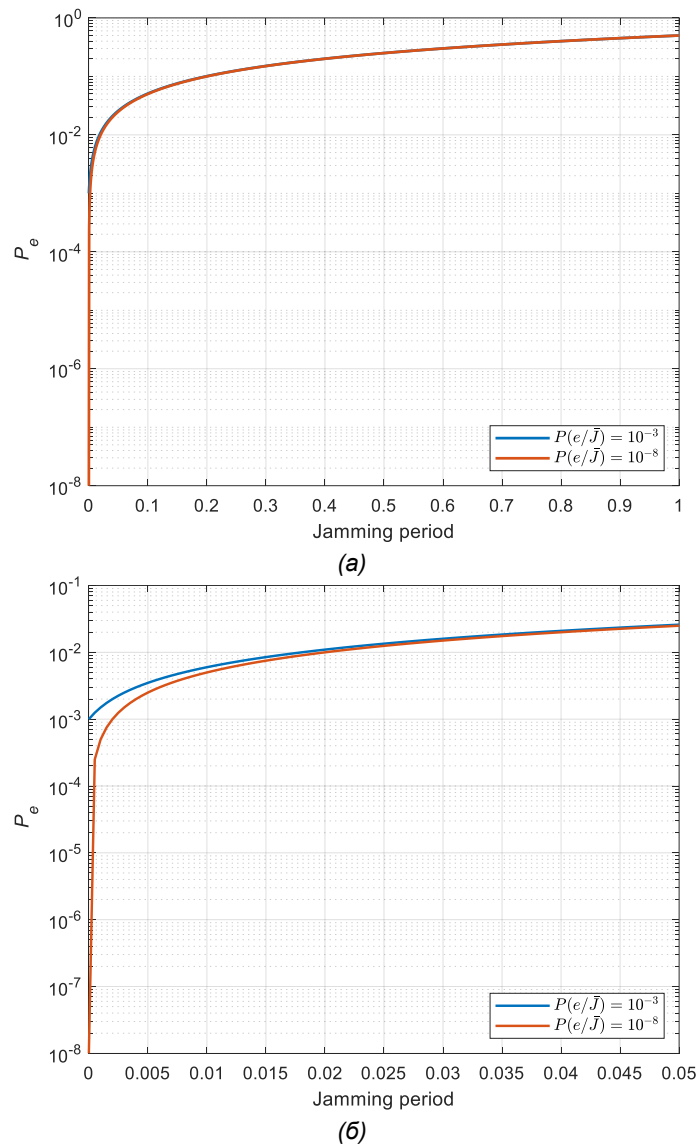 10^0
10^-2
10^-4
10^-6
10^-8
P_e
0 0.1 0.2 0.3 0.4 0.5 0.6 0.7 0.8 0.9 1
Jamming period
P(e/J̄) = 10^-3
P(e/J̄) = 10^-8
(а)
10^-1
10^-2
10^-3
10^-4
10^-5
10^-6
10^-7
10^-8
P_e
0 0.005 0.01 0.015 0.02 0.025 0.03 0.035 0.04 0.045 0.05
Jamming period
P(e/J̄) = 10^-3
P(e/J̄) = 10^-8
(б)